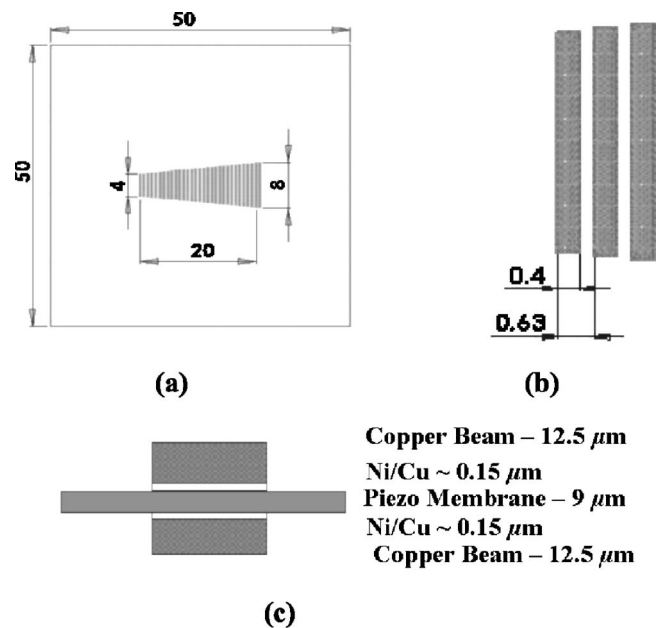 50
50
4
8
20
(a)
0.4
0.63
(b)
Copper Beam – 12.5 μm
Ni/Cu ~ 0.15 μm
Piezo Membrane – 9 μm
Ni/Cu ~ 0.15 μm
Copper Beam – 12.5 μm
(c)